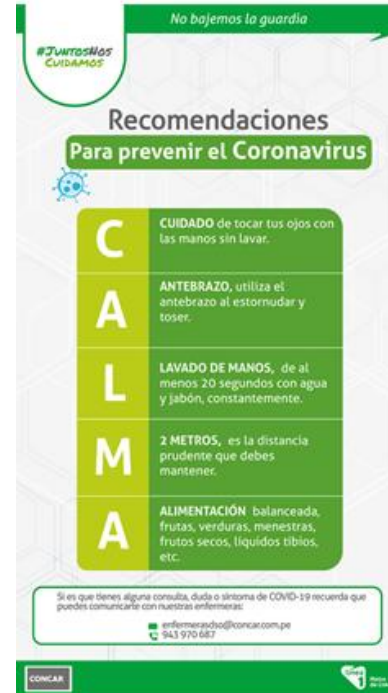 No bajemos la guardia
#JUNTOSNOS
CUIDAMOS
Recomendaciones
Para prevenir el Coronavirus
C
CUIDADO de tocar tus ojos con
las manos sin lavar.
A
ANTEBRAZO, utiliza el
antebrazo al estornudar y
toser.
L
LAVADO DE MANOS, de al
menos 20 segundos con agua
y jabón, constantemente.
M
2 METROS, es la distancia
prudente que debes
mantener.
A
ALIMENTACIÓN balanceada,
frutas, verduras, menestras,
frutos secos, líquidos tibios,
etc.
Si es que tienes alguna consulta, duda o síntoma de COVID-19 recuerda que
puedes comunicarte con nuestras enfermeras:
enfermerasdso@concar.com.pe
943 970 687
CONCAR
línea
1